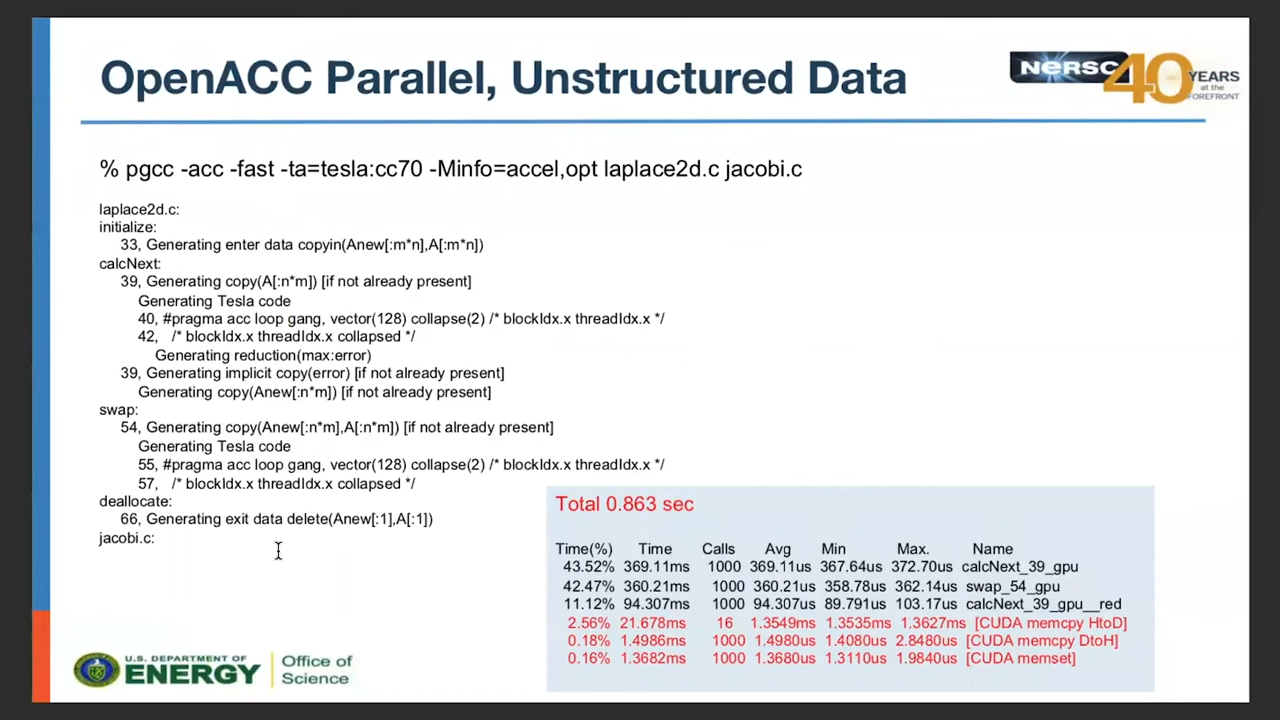 OpenACC Parallel, Unstructured Data
NERSC 40 YEARS at the FOREFRONT
% pgcc -acc -fast -ta=tesla:cc70 -Minfo=accel,opt laplace2d.c jacobi.c
laplace2d.c:
initialize:
33, Generating enter data copyin(Anew[:m*n],A[:m*n])
calcNext:
39, Generating copy(A[:n*m]) [if not already present]
Generating Tesla code
40, #pragma acc loop gang, vector(128) collapse(2) /* blockIdx.x threadIdx.x */
42, /* blockIdx.x threadIdx.x collapsed */
Generating reduction(max:error)
39, Generating implicit copy(error) [if not already present]
Generating copy(Anew[:n*m]) [if not already present]
swap:
54, Generating copy(Anew[:n*m],A[:n*m]) [if not already present]
Generating Tesla code
55, #pragma acc loop gang, vector(128) collapse(2) /* blockIdx.x threadIdx.x */
57, /* blockIdx.x threadIdx.x collapsed */
deallocate:
66, Generating exit data delete(Anew[:1],A[:1])
jacobi.c:
Total 0.863 sec
Time(%) Time Calls Avg Min Max. Name
43.52% 369.11ms 1000 369.11us 367.64us 372.70us calcNext_39_gpu
42.47% 360.21ms 1000 360.21us 358.78us 362.14us swap_54_gpu
11.12% 94.307ms 1000 94.307us 89.791us 103.17us calcNext_39_gpu__red
2.56% 21.678ms 16 1.3549ms 1.3535ms 1.3627ms [CUDA memcpy HtoD]
0.18% 1.4986ms 1000 1.4980us 1.4080us 2.8480us [CUDA memcpy DtoH]
0.16% 1.3682ms 1000 1.3680us 1.3110us 1.9840us [CUDA memset]
U.S. DEPARTMENT OF
ENERGY
Office of
Science